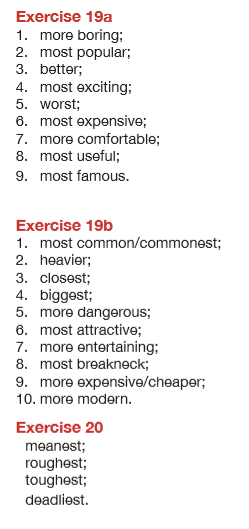 Exercise 19a
1. more boring;
2. most popular;
3. better;
4. most exciting;
5. worst;
6. most expensive;
7. more comfortable;
8. most useful;
9. most famous.
Exercise 19b
1. most common/commonest;
2. heavier;
3. closest;
4. biggest;
5. more dangerous;
6. most attractive;
7. more entertaining;
8. most breakneck;
9. more expensive/cheaper;
10. more modern.
Exercise 20
meanest;
roughest;
toughest;
deadliest.